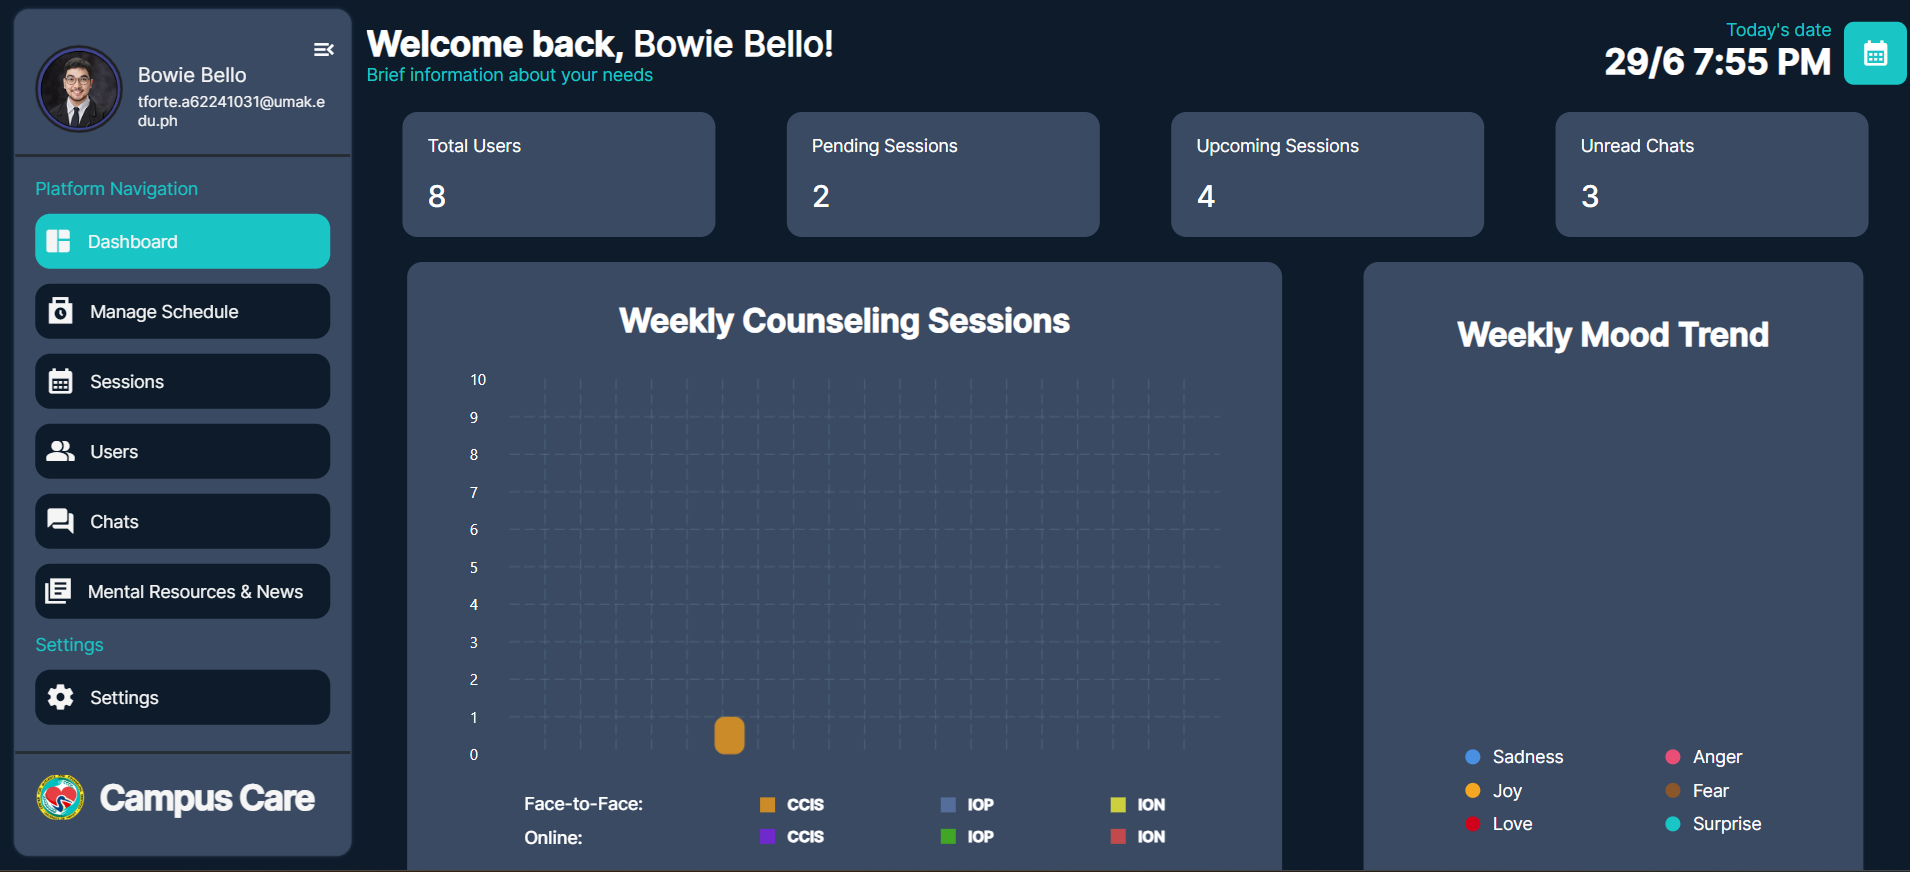 Bowie Bello
tforte.a62241031@umak.e
du.ph
Platform Navigation
Dashboard
Manage Schedule
Sessions
Users
Chats
Mental Resources & News
Settings
Settings
Campus Care
Welcome back, Bowie Bello!
Brief information about your needs
Today's date
29/6 7:55 PM
Total Users
8
Pending Sessions
2
Upcoming Sessions
4
Unread Chats
3
Weekly Counseling Sessions
10
9
8
7
6
5
4
3
2
1
0
Face-to-Face: CCIS IOP ION
Online: CCIS IOP ION
Weekly Mood Trend
Sadness Anger
Joy Fear
Love Surprise